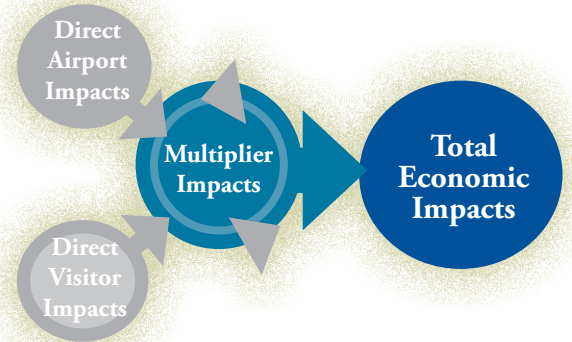 Direct
Airport
Impacts
Multiplier
Impacts
Total
Economic
Impacts
Direct
Visitor
Impacts